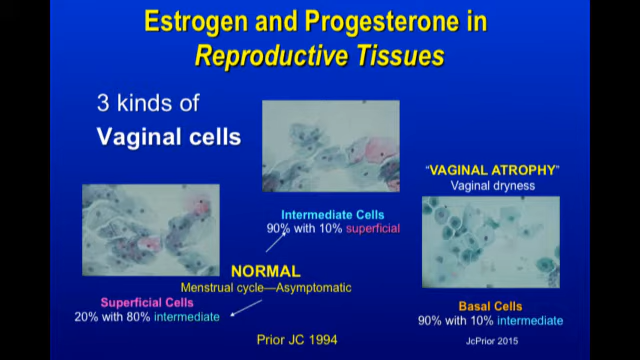 Estrogen and Progesterone in
Reproductive Tissues
3 kinds of
Vaginal cells
"VAGINAL ATROPHY"
Vaginal dryness
Intermediate Cells
90% with 10% superficial
NORMAL
Menstrual cycle—Asymptomatic
Superficial Cells
20% with 80% intermediate
Basal Cells
90% with 10% intermediate
Prior JC 1994
JcPrior 2015